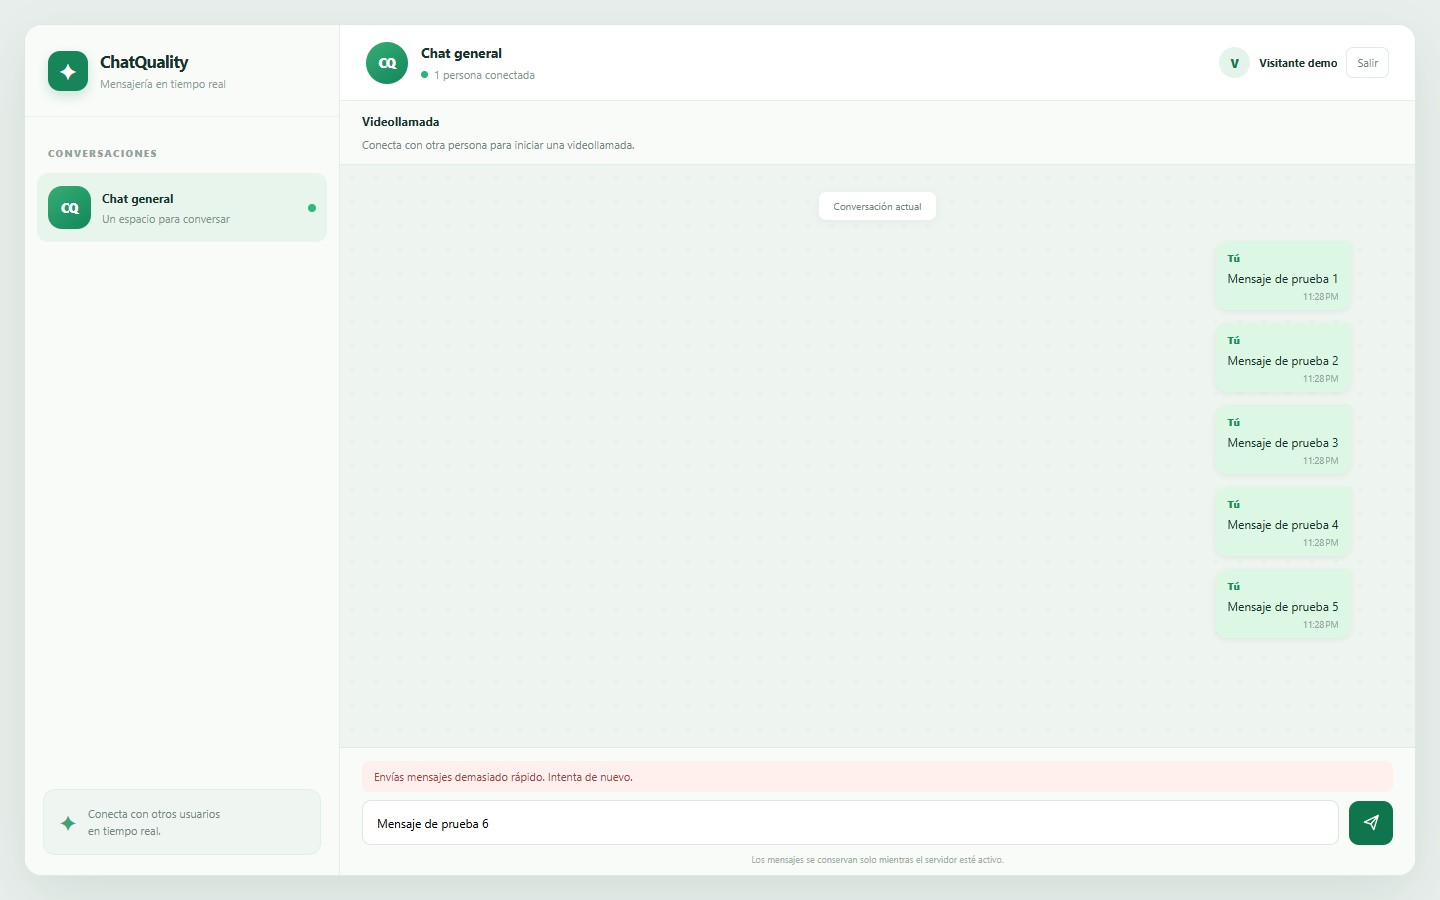 ChatQuality
Mensajería en tiempo real
CONVERSACIONES
CQ
Chat general
Un espacio para conversar
Conecta con otros usuarios
en tiempo real.
CQ
Chat general
1 persona conectada
V
Visitante demo
Salir
Videollamada
Conecta con otra persona para iniciar una videollamada.
Conversación actual
Tú
Mensaje de prueba 1
11:28 PM
Tú
Mensaje de prueba 2
11:28 PM
Tú
Mensaje de prueba 3
11:28 PM
Tú
Mensaje de prueba 4
11:28 PM
Tú
Mensaje de prueba 5
11:28 PM
Envías mensajes demasiado rápido. Intenta de nuevo.
Mensaje de prueba 6
Los mensajes se conservan solo mientras el servidor esté activo.